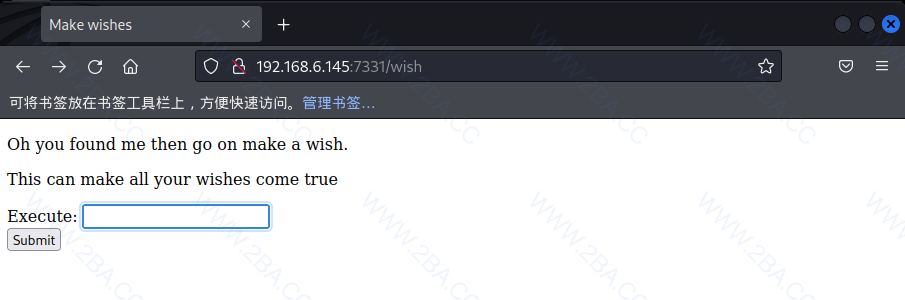 Make wishes
192.168.6.145:7331/wish
可将书签放在书签工具栏上，方便快速访问。管理书签…
Oh you found me then go on make a wish.
This can make all your wishes come true
Execute:
Submit
WWW.2BA.CC